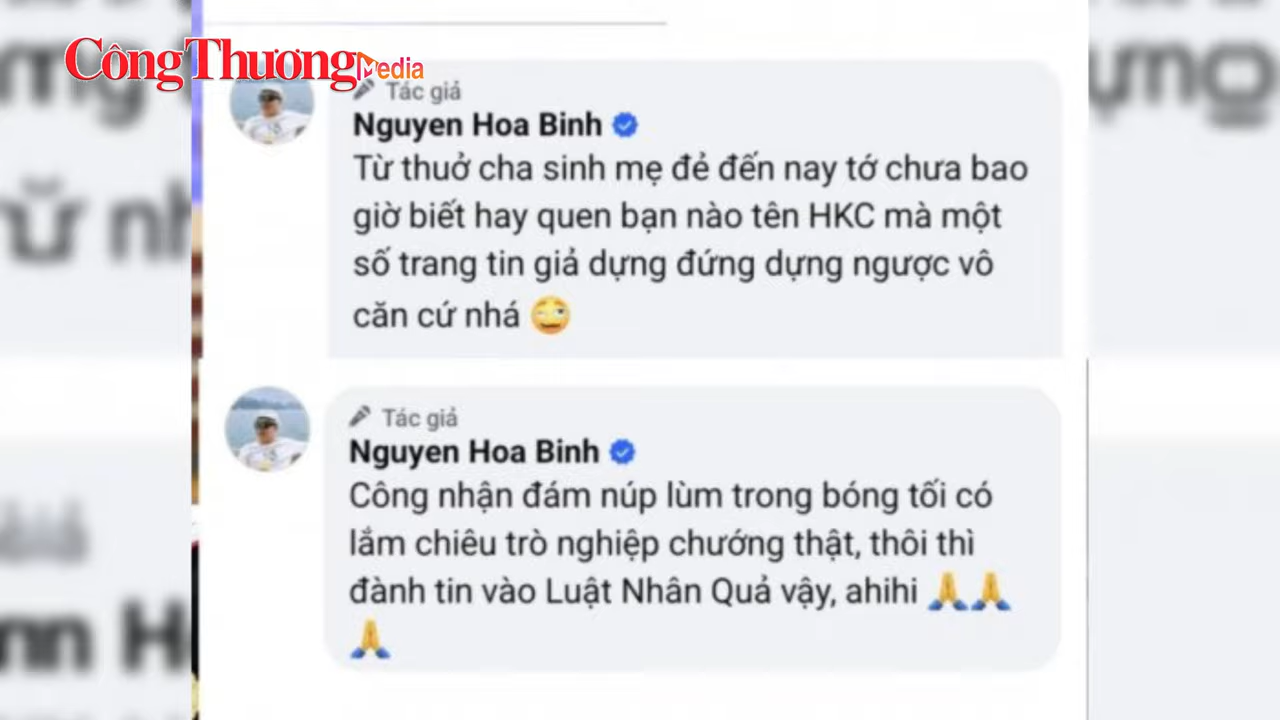 CôngThương Media
Tác giả
Nguyen Hoa Binh
Từ thuở cha sinh mẹ đẻ đến nay tớ chưa bao
giờ biết hay quen bạn nào tên HKC mà một
số trang tin giả dựng đứng dựng ngược vô
căn cứ nhá 🙄
Tác giả
Nguyen Hoa Binh
Công nhận đám núp lùm trong bóng tối có
lắm chiêu trò nghiệp chướng thật, thôi thì
đành tin vào Luật Nhân Quả vậy, ahihi 🙏🙏
🙏